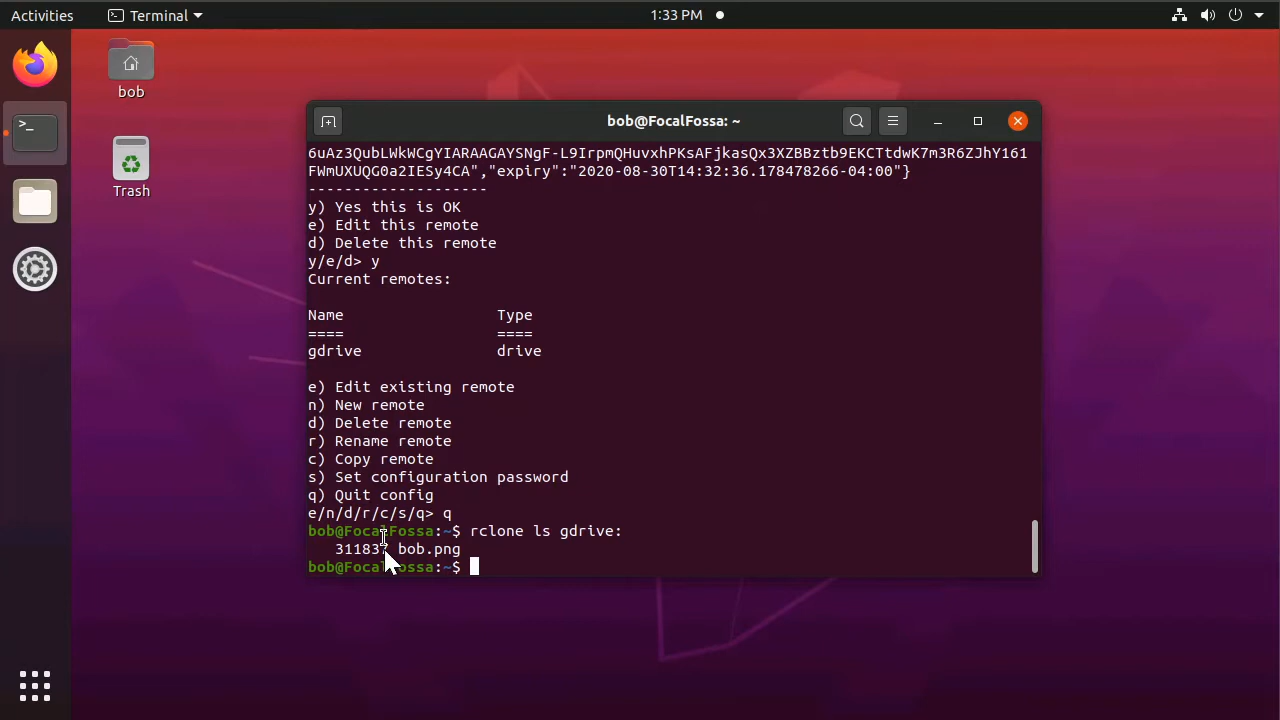 Activities
Terminal
1:33 PM
bob
Trash
bob@FocalFossa: ~
6uAz3QubLWkWCgYIARAAGAYSNgF-L9IrpmQHuvxhPKsAFjkasQx3XZBBztb9EKCTtdwK7m3R6ZJhY161
FWmUXUQG0a2IESy4CA","expiry":"2020-08-30T14:32:36.178478266-04:00"}
--------------------
y) Yes this is OK
e) Edit this remote
d) Delete this remote
y/e/d> y
Current remotes:
Name Type
==== ====
gdrive drive
e) Edit existing remote
n) New remote
d) Delete remote
r) Rename remote
c) Copy remote
s) Set configuration password
q) Quit config
e/n/d/r/c/s/q> q
bob@FocalFossa:~$ rclone ls gdrive:
311837 bob.png
bob@FocalFossa:~$